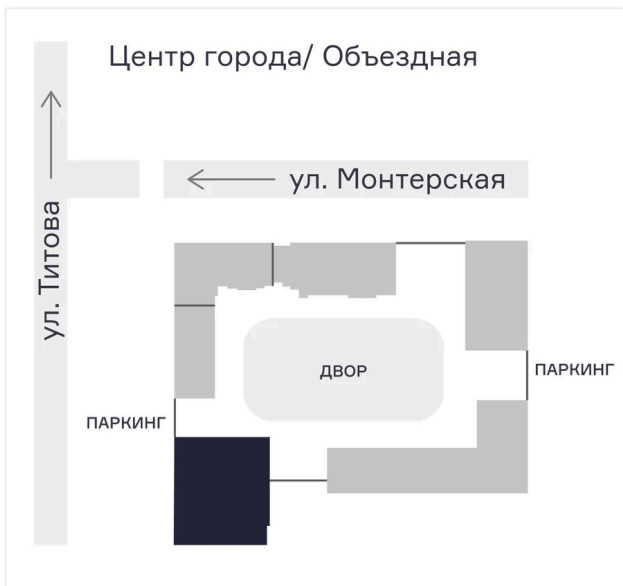 Центр города/ Объездная
ул. Монтерская
ул. Титова
ДВОР
ПАРКИНГ
ПАРКИНГ